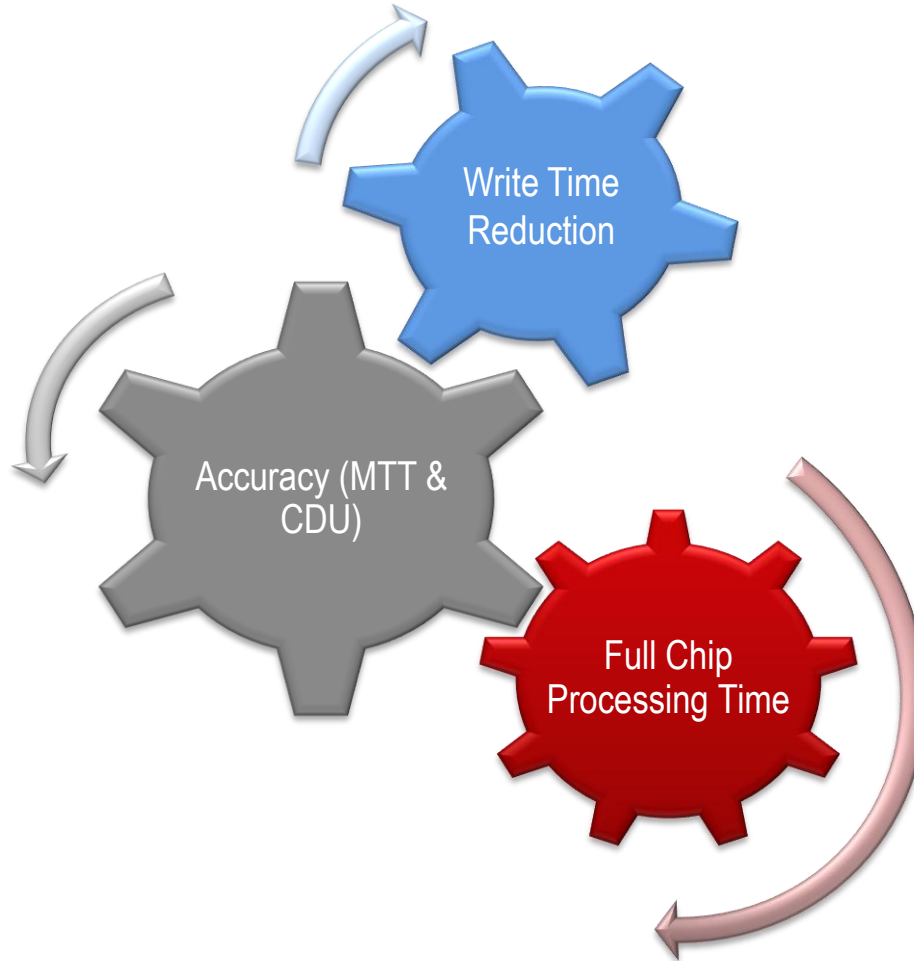 Write Time
Reduction
Accuracy (MTT &
CDU)
Full Chip
Processing Time